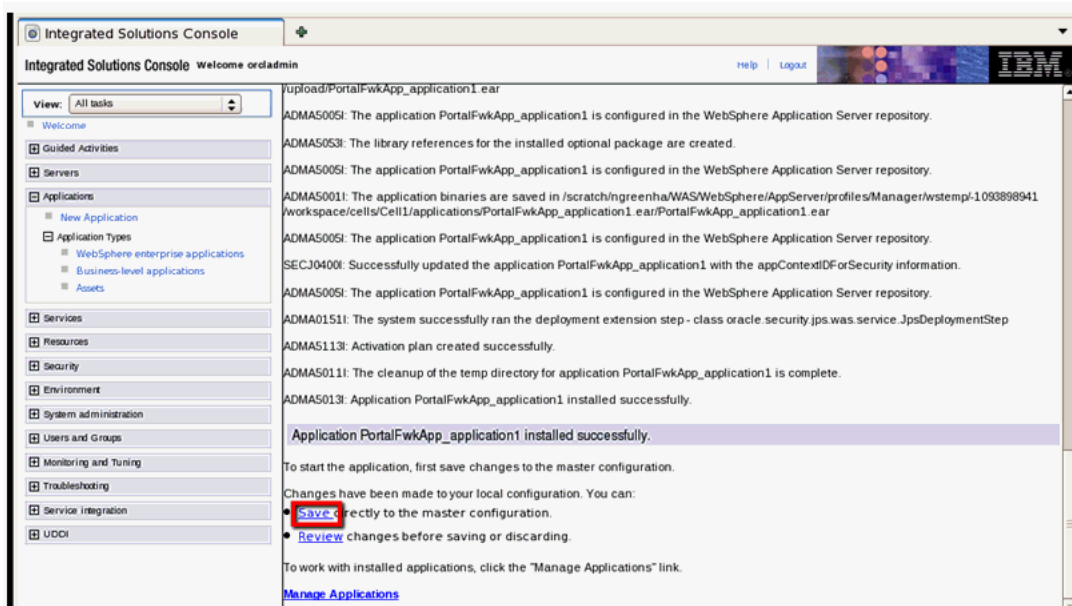 Integrated Solutions Console
Integrated Solutions Console Welcome orcladmin
Help | Logout
IBM
View: All tasks
Welcome
Guided Activities
Servers
Applications
New Application
Application Types
WebSphere enterprise applications
Business-level applications
Assets
Services
Resources
Security
Environment
System administration
Users and Groups
Monitoring and Tuning
Troubleshooting
Service integration
UDDI
/upload/PortalFwkApp_application1.ear
ADMA5005I: The application PortalFwkApp_application1 is configured in the WebSphere Application Server repository.
ADMA5053I: The library references for the installed optional package are created.
ADMA5005I: The application PortalFwkApp_application1 is configured in the WebSphere Application Server repository.
ADMA5001I: The application binaries are saved in /scratch/ngreenha/WAS/WebSphere/AppServer/profiles/Manager/wstemp/-1093898941
/workspace/cells/Cell1/applications/PortalFwkApp_application1.ear/PortalFwkApp_application1.ear
ADMA5005I: The application PortalFwkApp_application1 is configured in the WebSphere Application Server repository.
SECJ0400I: Successfully updated the application PortalFwkApp_application1 with the appContextIDForSecurity information.
ADMA5005I: The application PortalFwkApp_application1 is configured in the WebSphere Application Server repository.
ADMA0151I: The system successfully ran the deployment extension step - class oracle.security.jps.was.service.JpsDeploymentStep
ADMA5113I: Activation plan created successfully.
ADMA5011I: The cleanup of the temp directory for application PortalFwkApp_application1 is complete.
ADMA5013I: Application PortalFwkApp_application1 installed successfully.
Application PortalFwkApp_application1 installed successfully.
To start the application, first save changes to the master configuration.
Changes have been made to your local configuration. You can:
Save directly to the master configuration.
Review changes before saving or discarding.
To work with installed applications, click the "Manage Applications" link.
Manage Applications